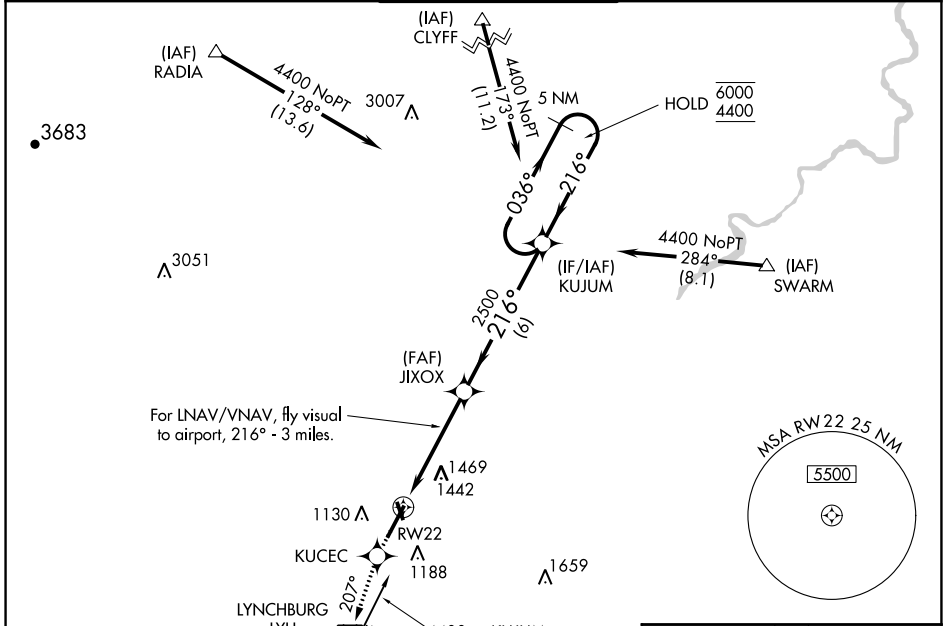 (IAF)
CLYFF
(IAF)
RADIA
4400 NoPT
128°
(13.6)
3007
4400 NoPT
173°
(11.2)
5 NM
HOLD
6000
4400
3683
036°
216°
3051
4400 NoPT
284°
(8.1)
(IAF)
SWARM
(IF/IAF)
KUJUM
2500
216°
(6)
(FAF)
JIXOX
For LNAV/VNAV, fly visual
to airport, 216° - 3 miles.
MSA RW22 25 NM
5500
1469
1442
1130
RW22
KUCEC
1188
1659
207°
LYNCHBURG